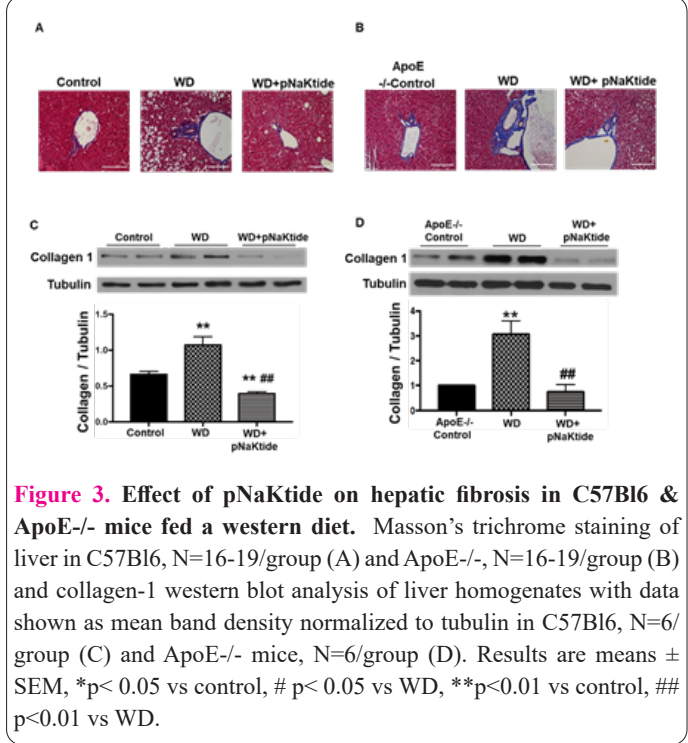 A
B
Control
WD
WD+pNaKtide
ApoE
-/-Control
WD
WD+ pNaKtide
C
D
Control
WD
WD+pNaKtide
Collagen 1
Tubulin
ApoE-/-
Control
WD
WD+
pNaKtide
Collagen 1
Tubulin
Collagen / Tubulin
1.5
1.0
0.5
0.0
**
** ##
Control
WD
WD+
pNaKtide
Collagen / Tubulin
4
3
2
1
0
**
##
ApoE-/-
Control
WD
WD+
pNaKtide
Figure 3. Effect of pNaKtide on hepatic fibrosis in C57Bl6 &
ApoE-/- mice fed a western diet. Masson’s trichrome staining of
liver in C57Bl6, N=16-19/group (A) and ApoE-/-, N=16-19/group (B)
and collagen-1 western blot analysis of liver homogenates with data
shown as mean band density normalized to tubulin in C57Bl6, N=6/
group (C) and ApoE-/- mice, N=6/group (D). Results are means ±
SEM, *p< 0.05 vs control, # p< 0.05 vs WD, **p<0.01 vs control, ##
p<0.01 vs WD.